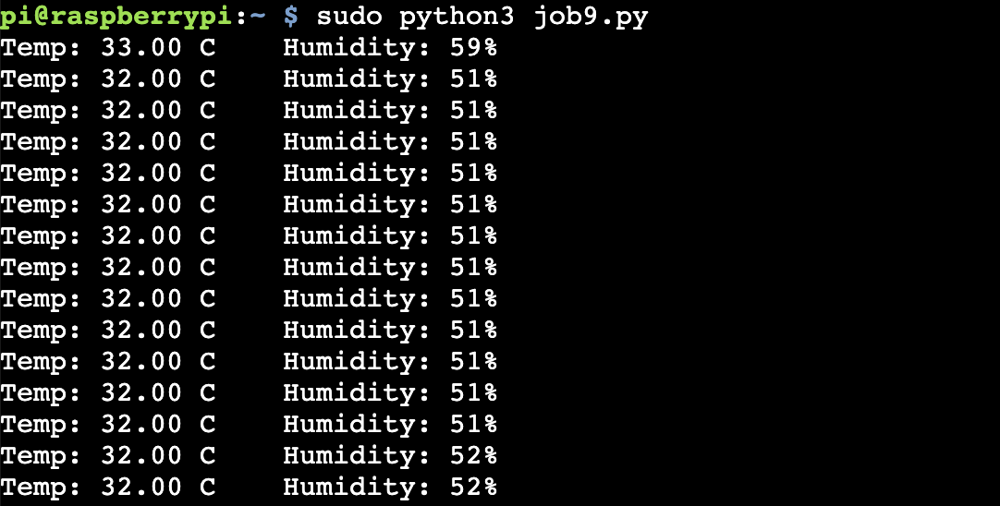 pi@raspberrypi:~ $ sudo python3 job9.py
Temp: 33.00 C    Humidity: 59%
Temp: 32.00 C    Humidity: 51%
Temp: 32.00 C    Humidity: 51%
Temp: 32.00 C    Humidity: 51%
Temp: 32.00 C    Humidity: 51%
Temp: 32.00 C    Humidity: 51%
Temp: 32.00 C    Humidity: 51%
Temp: 32.00 C    Humidity: 51%
Temp: 32.00 C    Humidity: 51%
Temp: 32.00 C    Humidity: 51%
Temp: 32.00 C    Humidity: 51%
Temp: 32.00 C    Humidity: 51%
Temp: 32.00 C    Humidity: 51%
Temp: 32.00 C    Humidity: 52%
Temp: 32.00 C    Humidity: 52%